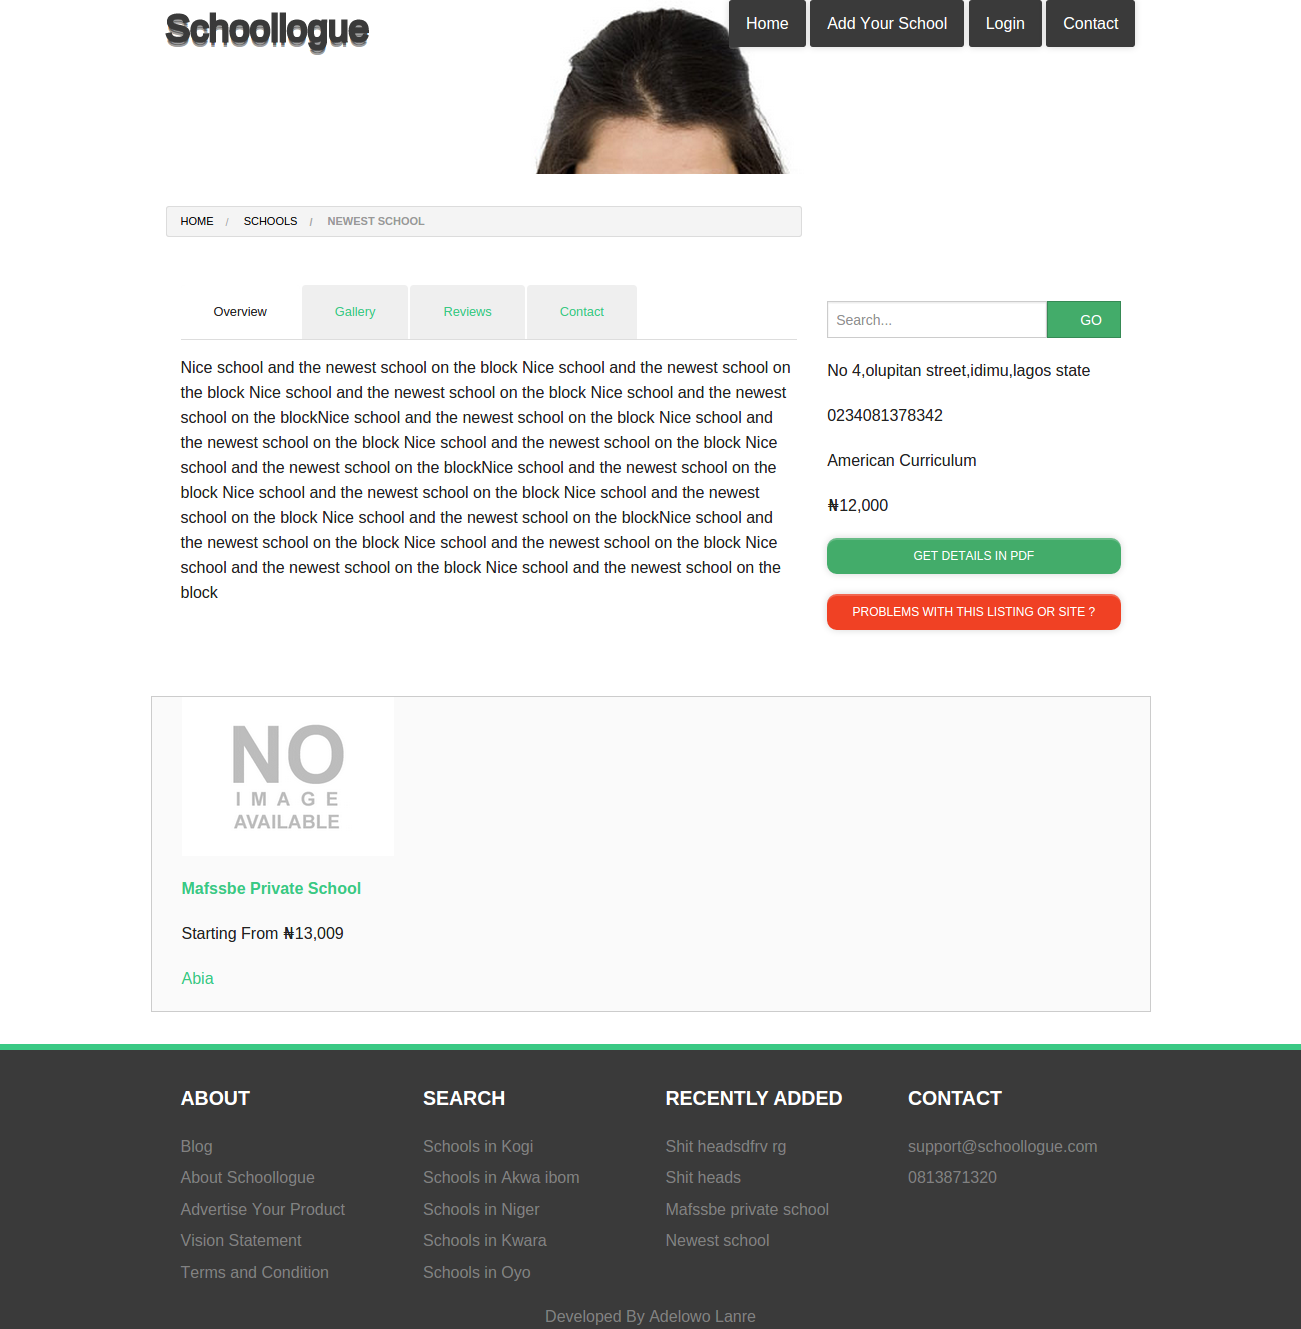 Schoollogue
Home Add Your School Login Contact
HOME / SCHOOLS / NEWEST SCHOOL
Overview Gallery Reviews Contact
Nice school and the newest school on the block Nice school and the newest school on
the block Nice school and the newest school on the block Nice school and the newest
school on the blockNice school and the newest school on the block Nice school and
the newest school on the block Nice school and the newest school on the block Nice
school and the newest school on the blockNice school and the newest school on the
block Nice school and the newest school on the block Nice school and the newest
school on the block Nice school and the newest school on the blockNice school and
the newest school on the block Nice school and the newest school on the block Nice
school and the newest school on the block Nice school and the newest school on the
block
Search... GO
No 4,olupitan street,idimu,lagos state
0234081378342
American Curriculum
₦12,000
GET DETAILS IN PDF
PROBLEMS WITH THIS LISTING OR SITE ?
NO
IMAGE
AVAILABLE
Mafssbe Private School
Starting From ₦13,009
Abia
ABOUT
Blog
About Schoollogue
Advertise Your Product
Vision Statement
Terms and Condition
SEARCH
Schools in Kogi
Schools in Akwa ibom
Schools in Niger
Schools in Kwara
Schools in Oyo
RECENTLY ADDED
Shit headsdfrv rg
Shit heads
Mafssbe private school
Newest school
CONTACT
support@schoollogue.com
0813871320
Developed By Adelowo Lanre